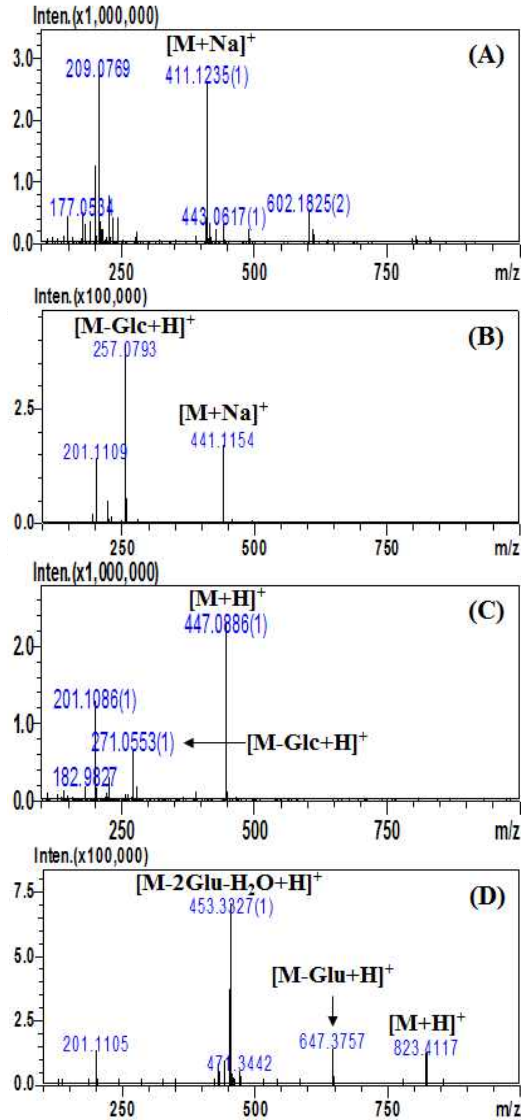 Inten.(x1,000,000)
[M+Na]+
(A)
3.0
209.0769
411.1235(1)
2.0
1.0
177.0534
443.0617(1)
602.1825(2)
0.0
250
500
750
m/z
Inten.(x100,000)
[M-Glc+H]+
(B)
257.0793
[M+Na]+
2.5
201.1109
441.1154
0.0
250
500
750
m/z
Inten.(x1,000,000)
[M+H]+
(C)
447.0886(1)
2.0
201.1086(1)
[M-Glc+H]+
1.0
271.0553(1)
182.9827
0.0
250
500
750
m/z
Inten.(x100,000)
[M-2Glu-H2O+H]+
(D)
7.5
453.3327(1)
5.0
[M-Glu+H]+
[M+H]+
2.5
201.1105
647.3757
823.4117
471.3442
0.0
250
500
750
m/z